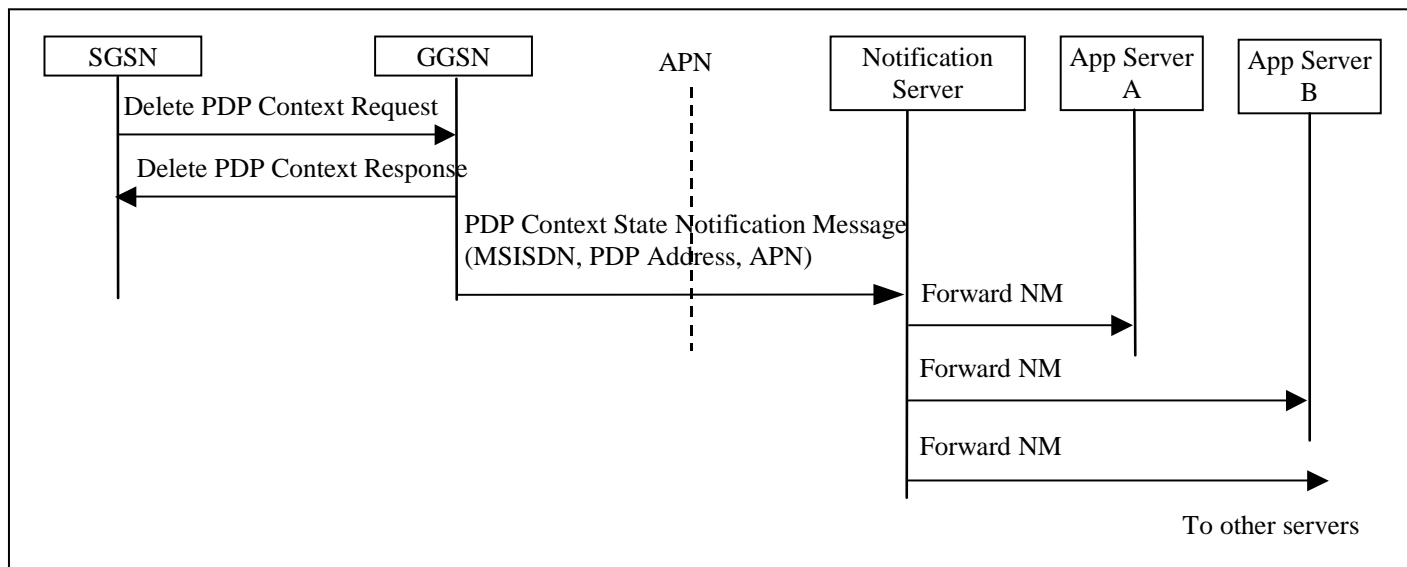 SGSN
GGSN
APN
Notification
Server
App Server
A
App Server
B
Delete PDP Context Request
Delete PDP Context Response
PDP Context State Notification Message
(MSISDN, PDP Address, APN)
Forward NM
Forward NM
Forward NM
To other servers